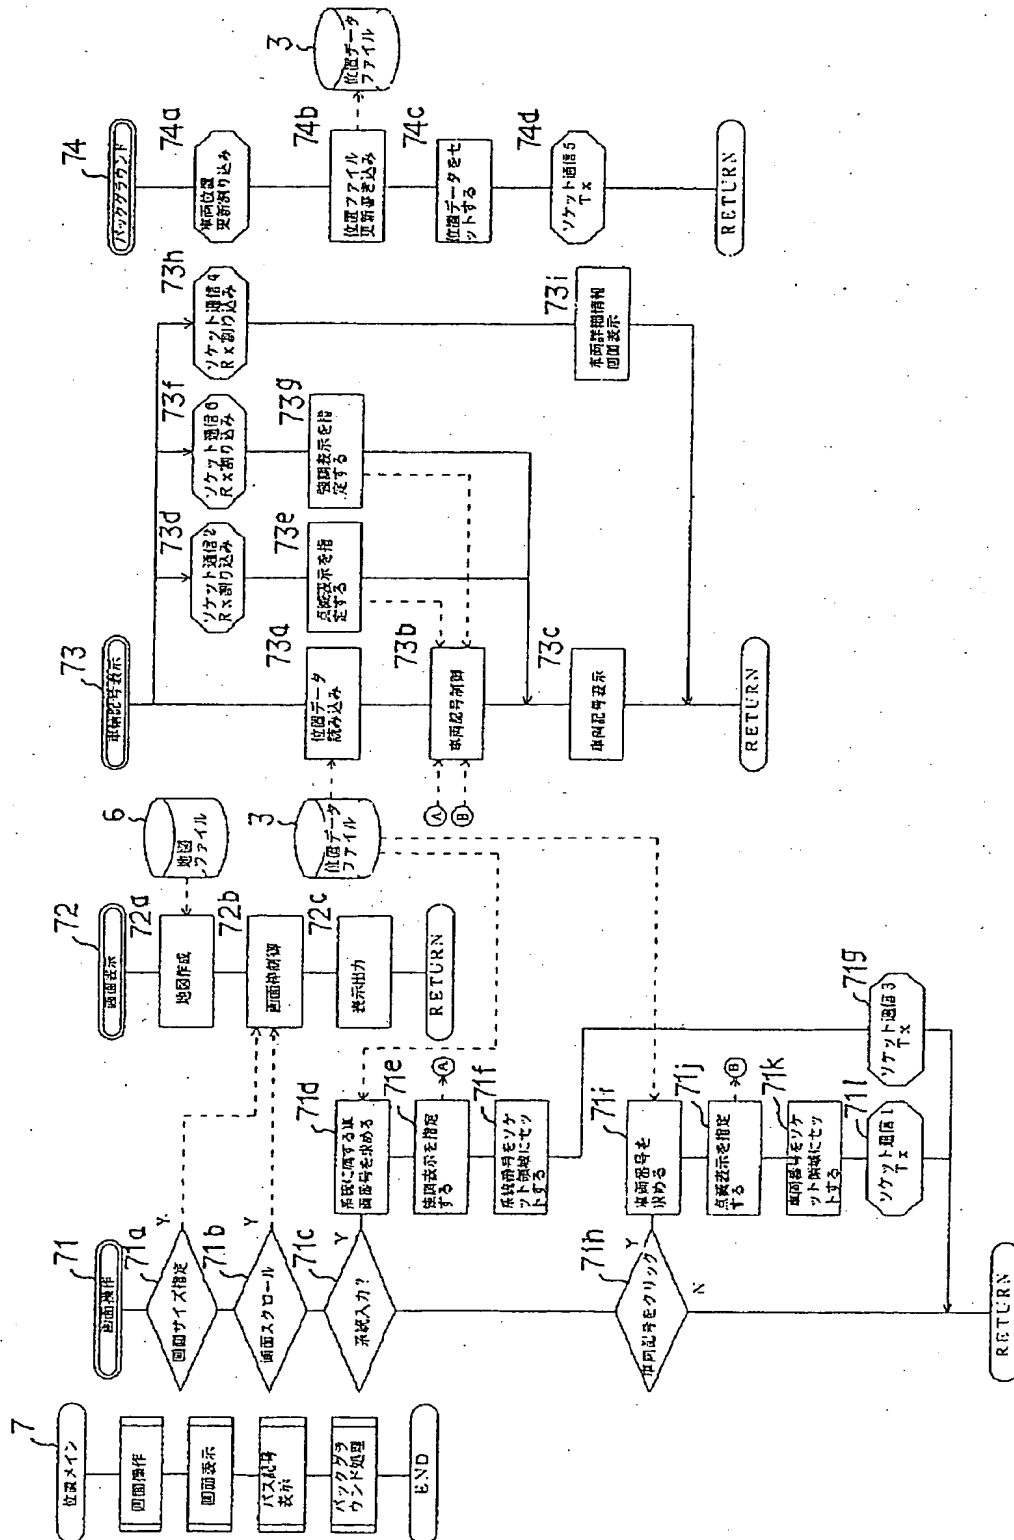 7
位置メイン
画面操作
画面表示
バス記号
表示
バックグラ
ウンド処理
END
71
画面操作
71a
画面サイズ指定
Y
71b
画面スクロール
Y
71c
系統入力?
Y
71d
系統に属する車
両番号を求める
71e
強調表示を指定
する
A
71f
系統番号をソケ
ット領域にセッ
トする
71g
ソケット通信3
Tx
71h
車両記号をクリック
Y
N
71i
車両番号を
求める
71j
点滅表示を指定
する
B
71k
車両番号をソケ
ット領域にセッ
トする
71l
ソケット通信1
Tx
RETURN
72
画面表示
72a
地図作成
6
地図
ファイル
72b
画面枠制御
72c
表示出力
RETURN
3
位置データ
ファイル
73
車輌記号表示
73a
位置データ
読み込み
73b
車両記号制御
A
B
73c
車両記号表示
73d
ソケット通信2
Rx割り込み
73e
点滅表示を指
定する
73f
ソケット通信6
Rx割り込み
73g
強調表示を指
定する
73h
ソケット通信4
Rx割り込み
73i
車両詳細情報
画面表示
RETURN
74
バックグラウンド
74a
車両位置
更新割り込み
74b
位置ファイル
更新書き込み
3
位置データ
ファイル
74c
位置データをセ
ットする
74d
ソケット通信5
Tx
RETURN